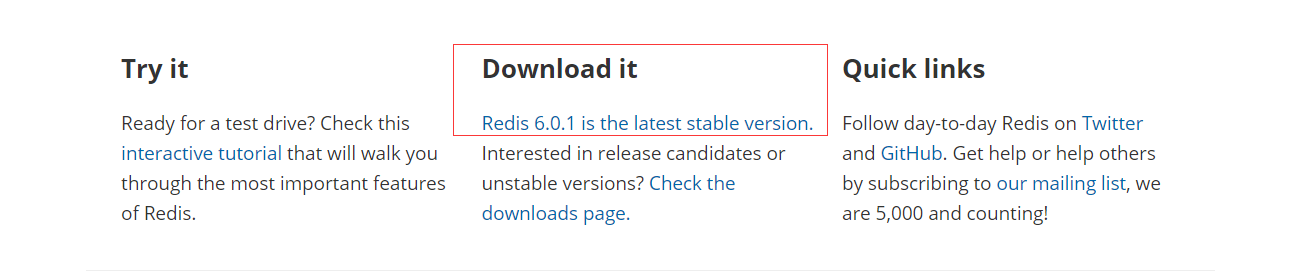 Try it
Ready for a test drive? Check this
interactive tutorial that will walk you
through the most important features
of Redis.
Download it
Redis 6.0.1 is the latest stable version.
Interested in release candidates or
unstable versions? Check the
downloads page.
Quick links
Follow day-to-day Redis on Twitter
and GitHub. Get help or help others
by subscribing to our mailing list, we
are 5,000 and counting!